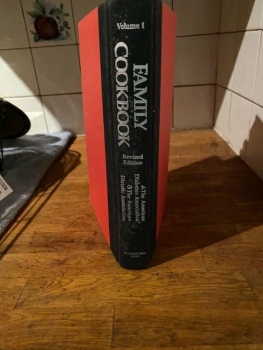 Volume I
FAMILY
COOKBOOK
Revised
Edition
&The American
Diabetes Association
&The American
Dietetic Association